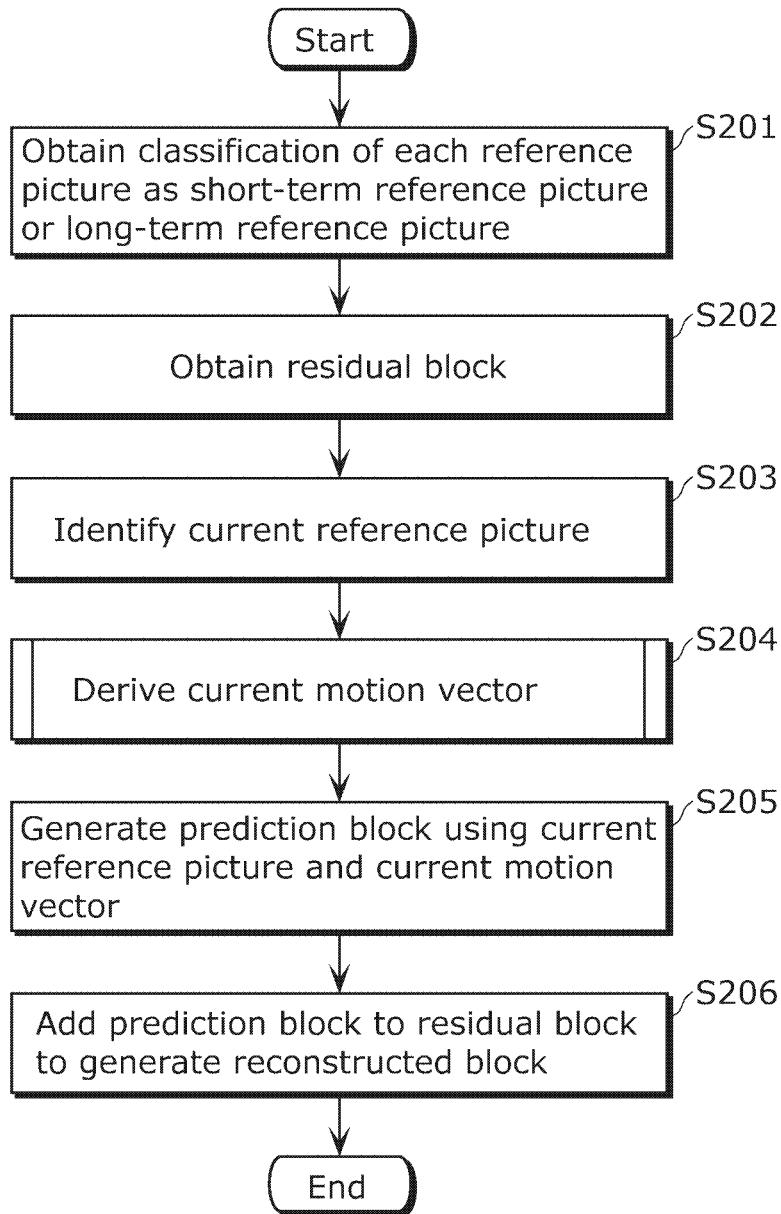 Start
S201
Obtain classification of each reference
picture as short-term reference picture
or long-term reference picture
S202
Obtain residual block
S203
Identify current reference picture
S204
Derive current motion vector
S205
Generate prediction block using current
reference picture and current motion
vector
S206
Add prediction block to residual block
to generate reconstructed block
End